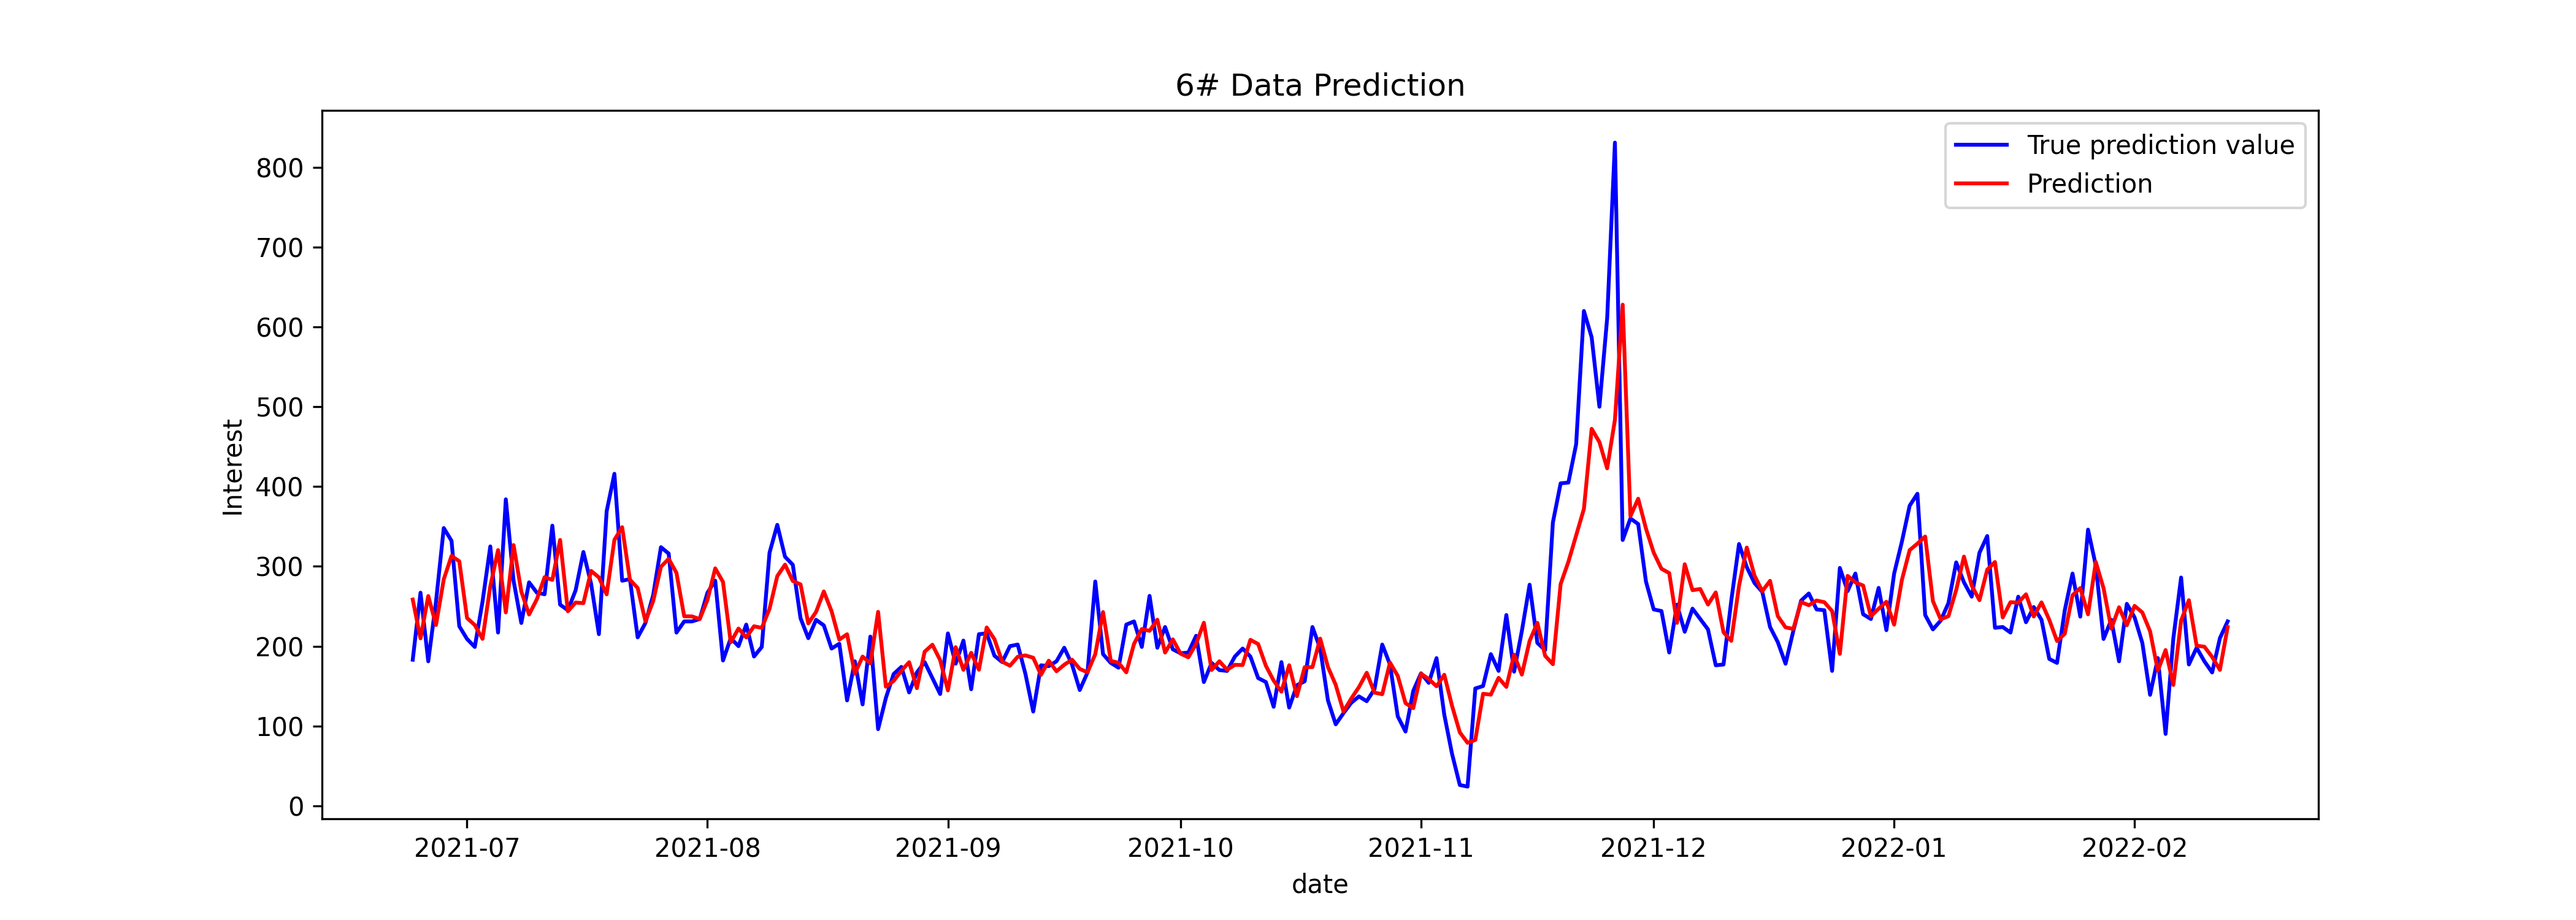 6# Data Prediction
True prediction value
Prediction
800
700
600
500
400
300
200
100
0
Interest
2021-07 2021-08 2021-09 2021-10 2021-11 2021-12 2022-01 2022-02
date